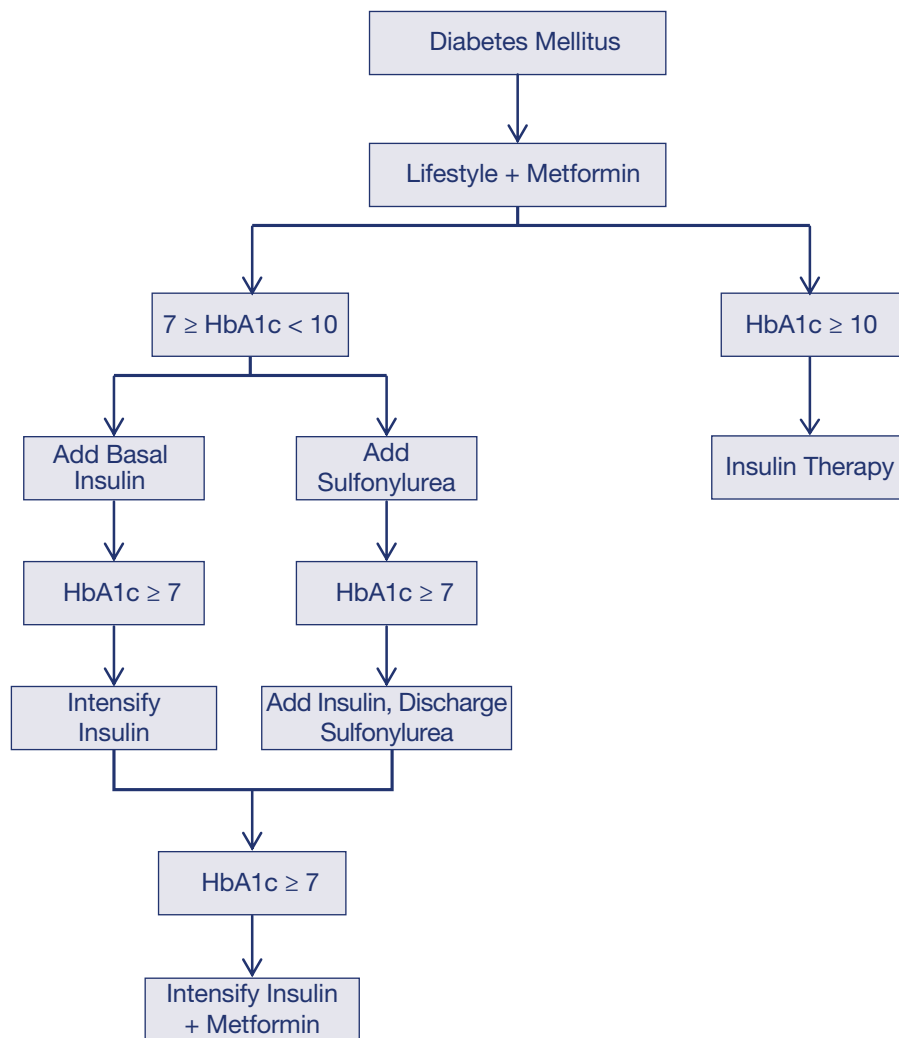 Diabetes Mellitus
Lifestyle + Metformin
7 ≥ HbA1c < 10
HbA1c ≥ 10
Add Basal
Insulin
Add
Sulfonylurea
Insulin Therapy
HbA1c ≥ 7
HbA1c ≥ 7
Intensify
Insulin
Add Insulin, Discharge
Sulfonylurea
HbA1c ≥ 7
Intensify Insulin
+ Metformin